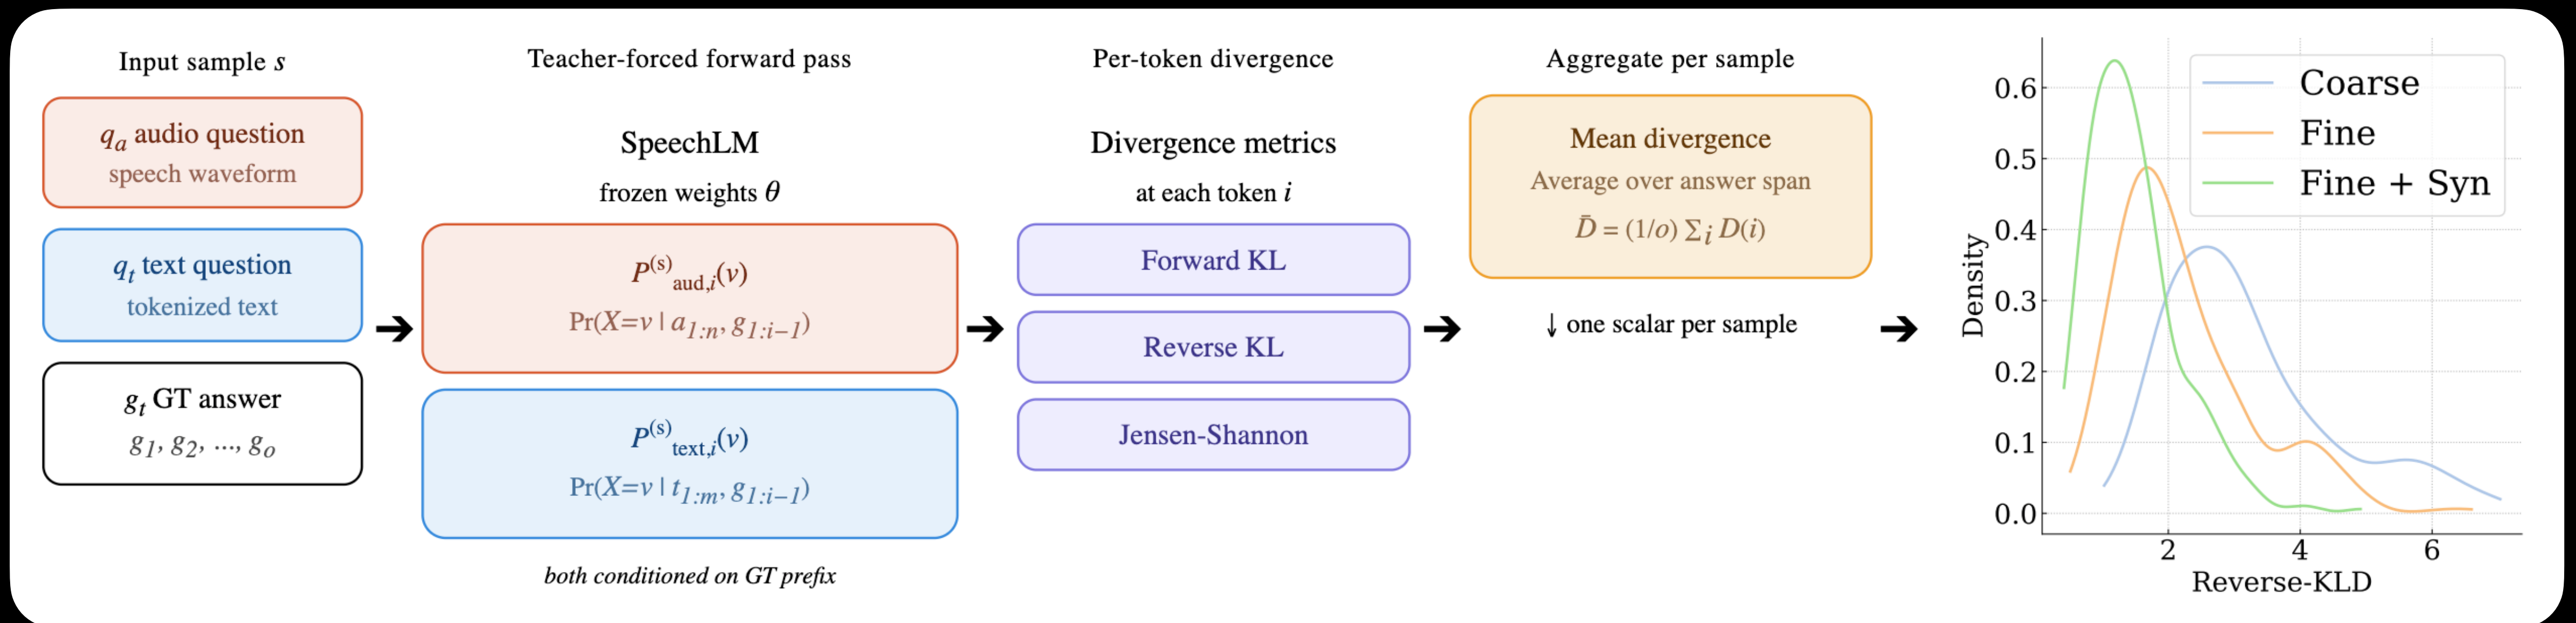 Input sample s
qₐ audio question
speech waveform
qₜ text question
tokenized text
gₜ GT answer
g₁, g₂, ..., gₒ
Teacher-forced forward pass
SpeechLM
frozen weights θ
P⁽ˢ⁾aud,i(v)
Pr(X=v | a1:n, g1:i−1)
P⁽ˢ⁾text,i(v)
Pr(X=v | t1:m, g1:i−1)
both conditioned on GT prefix
Per-token divergence
Divergence metrics
at each token i
Forward KL
Reverse KL
Jensen-Shannon
Aggregate per sample
Mean divergence
Average over answer span
D̄ = (1/o) Σᵢ D(i)
↓ one scalar per sample
Coarse
Fine
Fine + Syn
Density
0.6
0.5
0.4
0.3
0.2
0.1
0.0
2 4 6
Reverse-KLD